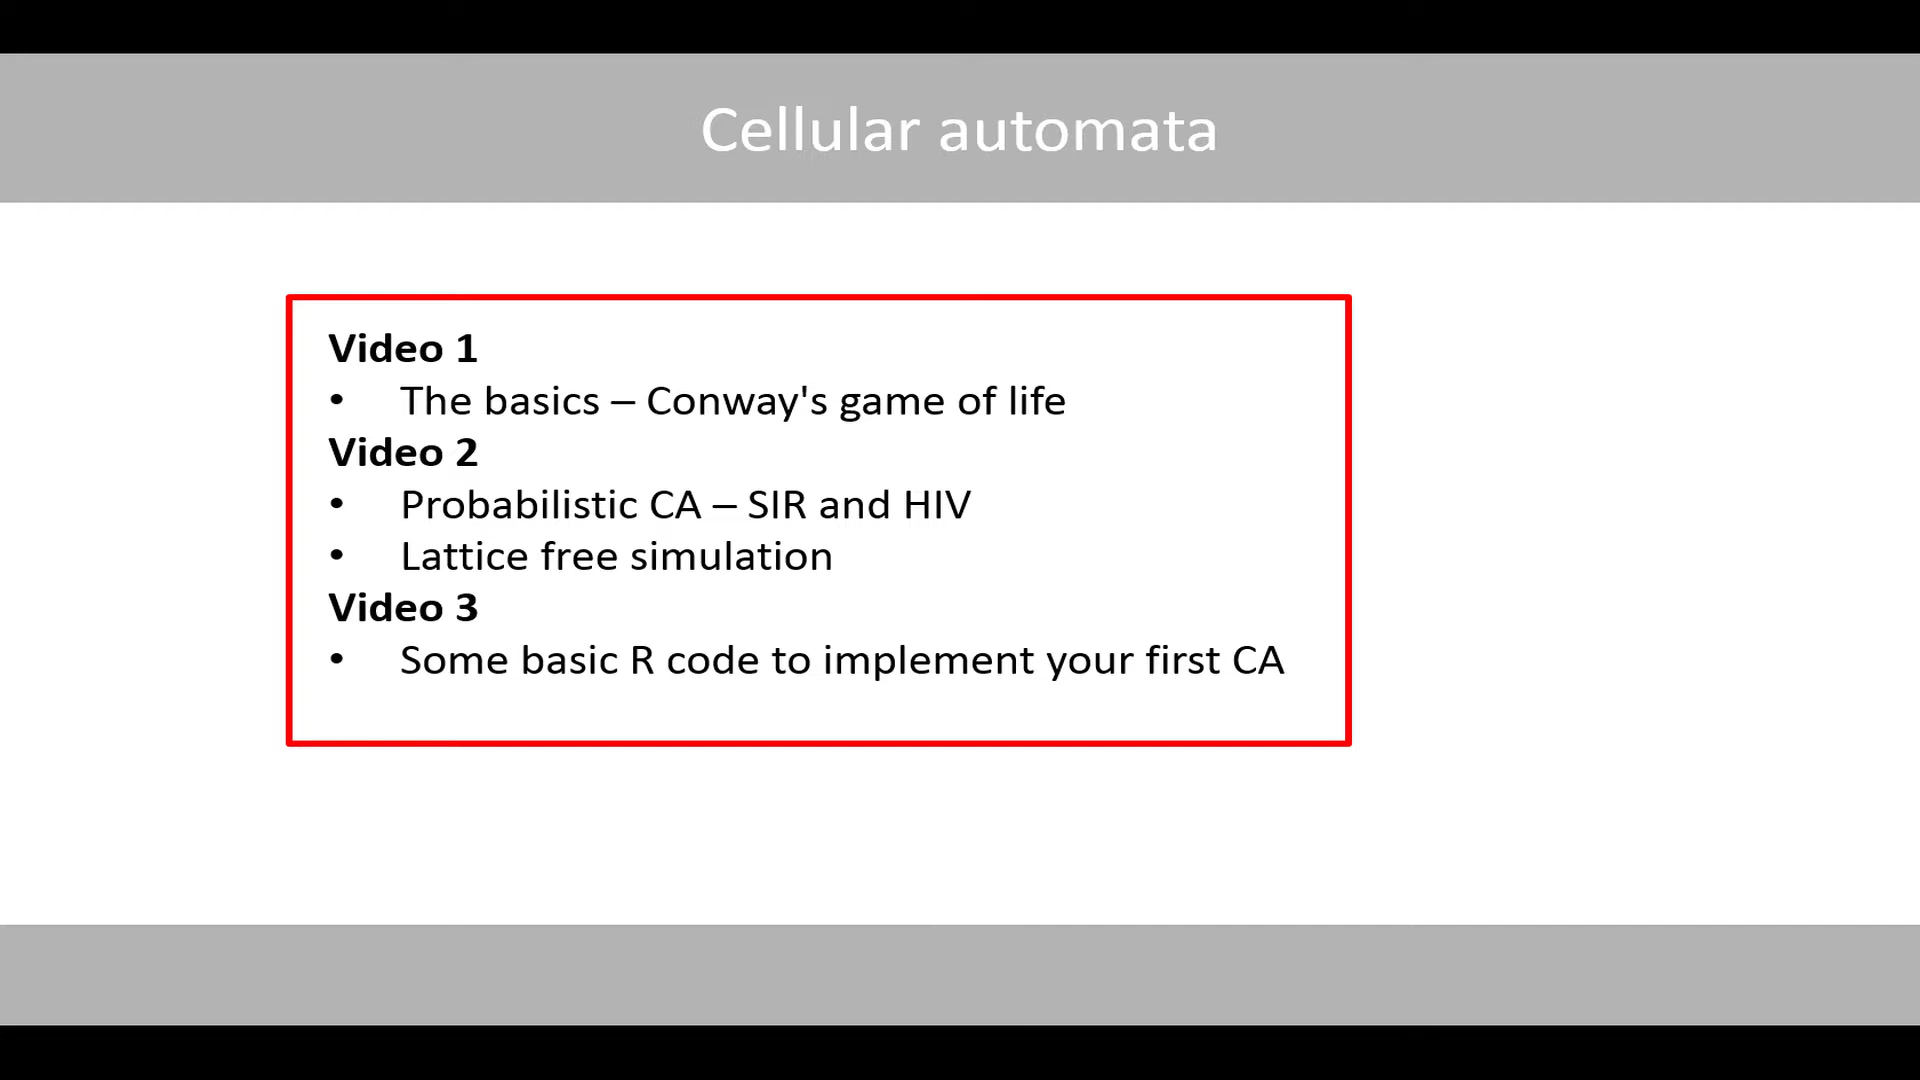 Cellular automata
Video 1
• The basics – Conway's game of life
Video 2
• Probabilistic CA – SIR and HIV
• Lattice free simulation
Video 3
• Some basic R code to implement your first CA